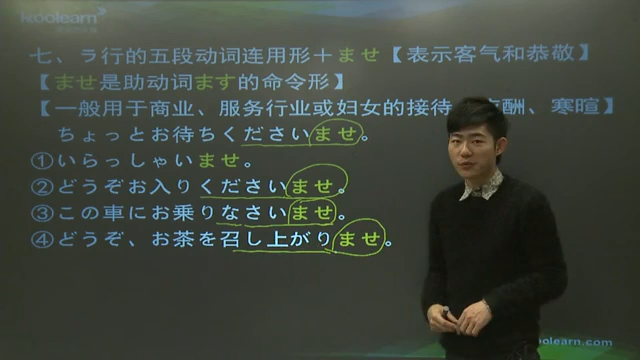 koolearn
七、ラ行的五段动词连用形＋ませ【表示客气和恭敬】
【ませ是助动词ます的命令形】
【一般用于商业、服务行业或妇女的接待、酬、寒暄】
ちょっとお待ちくださいませ。
①いらっしゃいませ。
②どうぞお入りくださいませ。
③この車にお乗りなさいませ。
④どうぞ、お茶を召し上がりませ。
koolearn.com